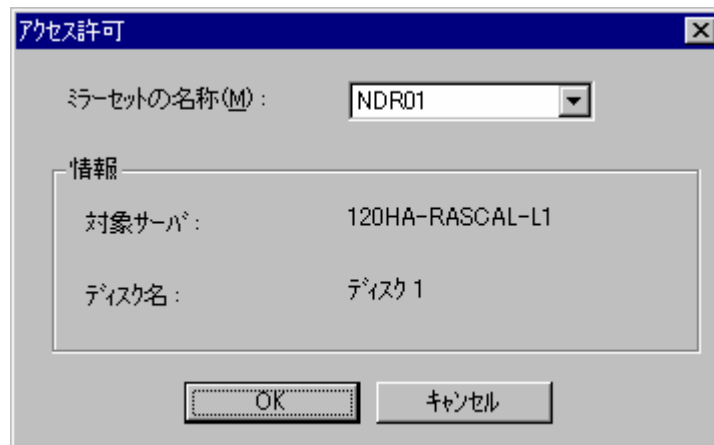 アクセス許可
ミラーセットの名称(M) : NDR01
情報
対象サーバ : 120HA-RASCAL-L1
ディスク名 : ディスク 1
OK キャンセル